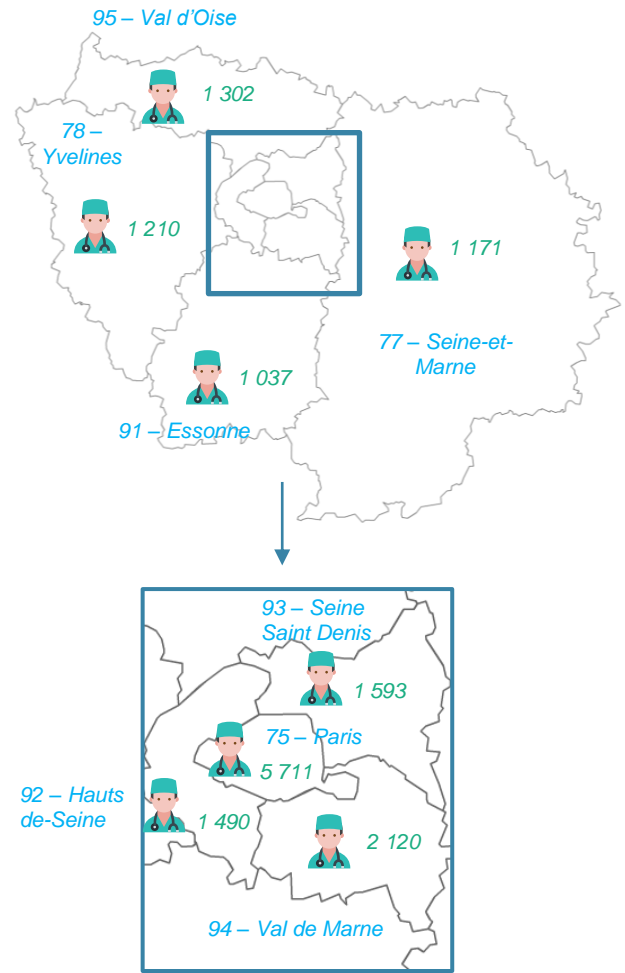 95 – Val d'Oise
1 302
78 –
Yvelines
1 210
1 171
77 – Seine-et-
Marne
1 037
91 – Essonne
93 – Seine
Saint Denis
1 593
75 – Paris
5 711
92 – Hauts
de-Seine
1 490
2 120
94 – Val de Marne